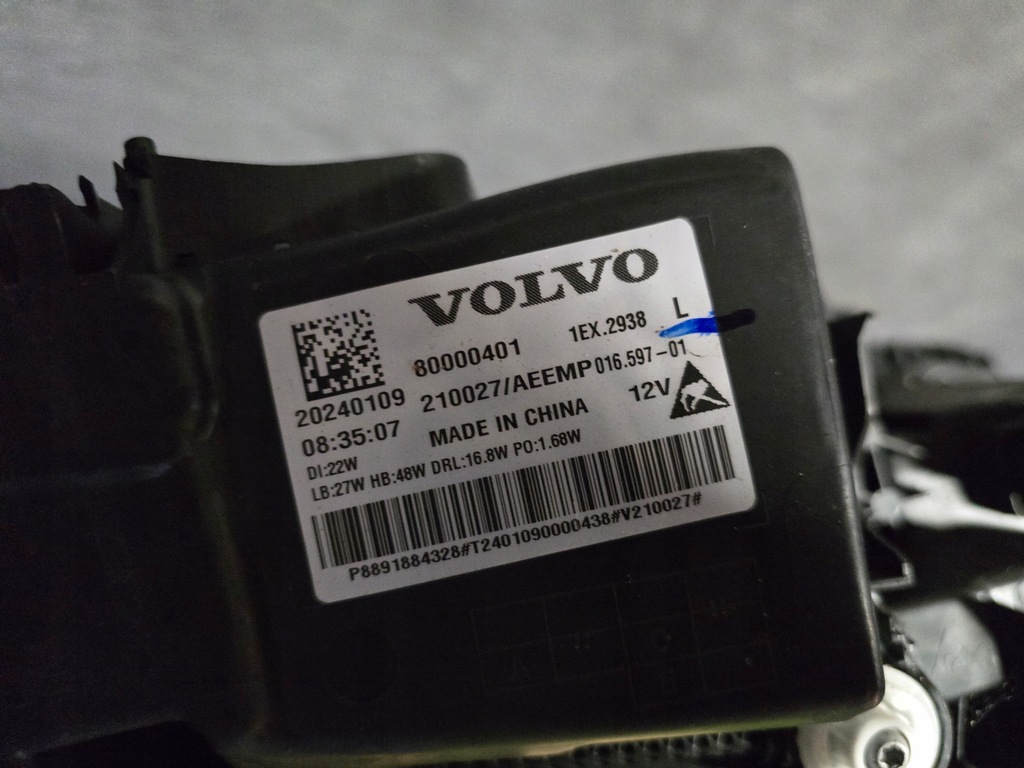 VOLVO
80000401 1EX.2938 L
20240109 210027/AEEMP 016.597-01
08:35:07 MADE IN CHINA 12V
DI:22W
LB:27W HB:48W DRL:16.8W PO:1.68W
P8891884328#T2401090000438#V210027#